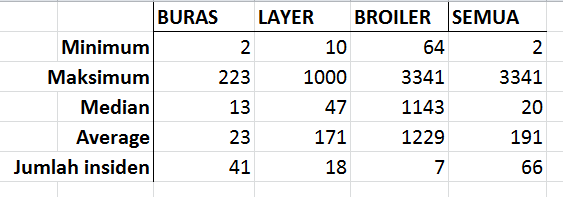 BURAS LAYER BROILER SEMUA
Minimum 2 10 64 2
Maksimum 223 1000 3341 3341
Median 13 47 1143 20
Average 23 171 1229 191
Jumlah insiden 41 18 7 66